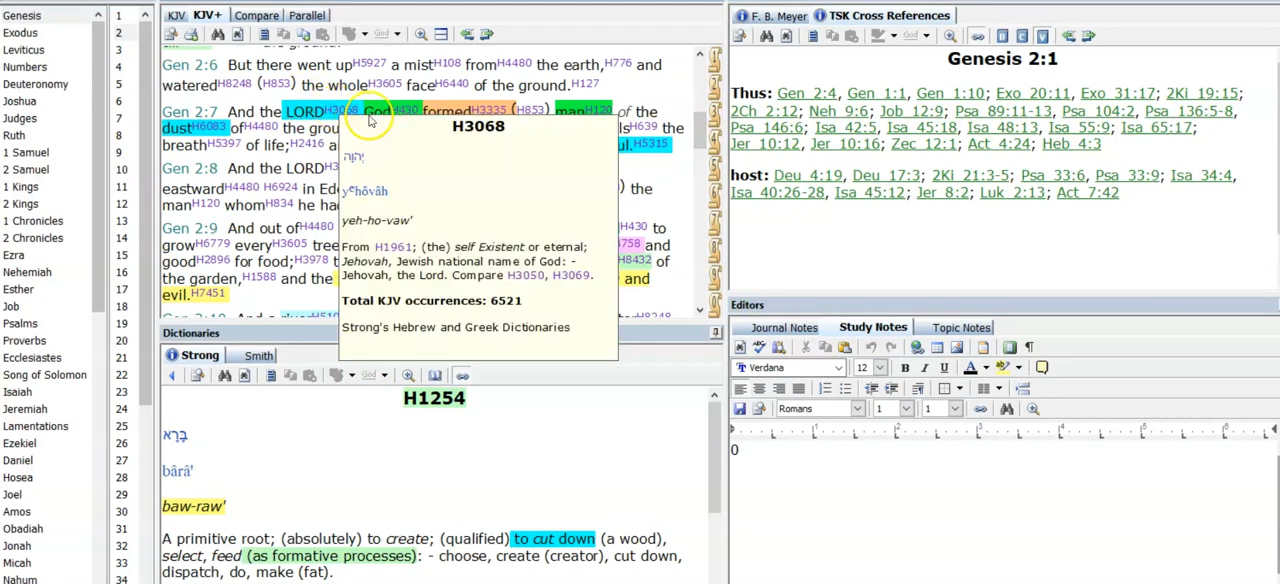 Genesis
Exodus
Leviticus
Numbers
Deuteronomy
Joshua
Judges
Ruth
1 Samuel
2 Samuel
1 Kings
2 Kings
1 Chronicles
2 Chronicles
Ezra
Nehemiah
Esther
Job
Psalms
Proverbs
Ecclesiastes
Song of Solomon
Isaiah
Jeremiah
Lamentations
Ezekiel
Daniel
Hosea
Joel
Amos
Obadiah
Jonah
Micah
Nahum
1
2
3
4
5
6
7
8
9
10
11
12
13
14
15
16
17
18
19
20
21
22
23
24
25
26
27
28
29
30
31
32
33
34
KJV KJV+ Compare Parallel
God
Gen 2:6 But there went up H5927 a mist H108 from H4480 the earth, H776 and
watered H8248 (H853) the whole H3605 face H6440 of the ground. H127
Gen 2:7 And the LORD H3068 God H430 formed H3335 (H853) man H120 of the
dust H6083 of H4480 the
breath H5397 of life; H2416
H639 the
H5315
Gen 2:8 And the LORD
eastward H4480 H6924 in
man H120 whom H834 he
the
Gen 2:9 And out of H4480
H430 to
grow H6779 every H3605
and
good H2896 for food; H3978
H8432 of
the garden, H1588 and the
and
evil. H7451
H3068
יְהֹוָה
yᵉhôvâh
yeh-ho-vaw'
From H1961; (the) self Existent or eternal;
Jehovah, Jewish national name of God: -
Jehovah, the Lord. Compare H3050, H3069.
Total KJV occurrences: 6521
Strong's Hebrew and Greek Dictionaries
Dictionaries
Strong Smith
God
H1254
בָּרָא
bârâ'
baw-raw'
A primitive root; (absolutely) to create; (qualified) to cut down (a wood),
select, feed (as formative processes): - choose, create (creator), cut down,
dispatch, do, make (fat).
F. B. Meyer TSK Cross References
God
Genesis 2:1
Thus: Gen 2:4, Gen 1:1, Gen 1:10; Exo 20:11, Exo 31:17; 2Ki 19:15;
2Ch 2:12; Neh 9:6; Job 12:9; Psa 89:11-13, Psa 104:2, Psa 136:5-8,
Psa 146:6; Isa 42:5, Isa 45:18, Isa 48:13, Isa 55:9, Isa 65:17;
Jer 10:12, Jer 10:16; Zec 12:1; Act 4:24; Heb 4:3
host: Deu 4:19, Deu 17:3; 2Ki 21:3-5; Psa 33:6, Psa 33:9; Isa 34:4,
Isa 40:26-28, Isa 45:12; Jer 8:2; Luk 2:13; Act 7:42
Editors
Journal Notes Study Notes Topic Notes
Verdana 12 B I U A
Romans 1 1
1 2 3 4 5 6
0